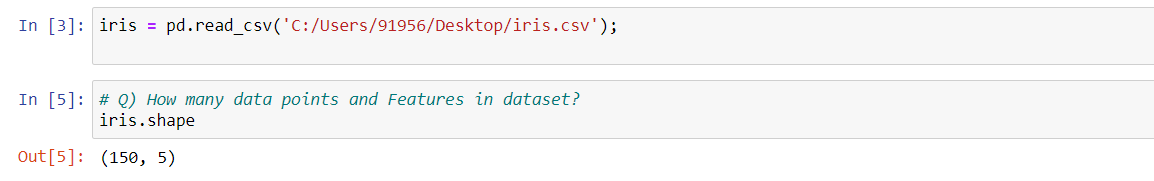 In [3]: iris = pd.read_csv('C:/Users/91956/Desktop/iris.csv');
In [5]: # Q) How many data points and Features in dataset?
iris.shape
Out[5]: (150, 5)